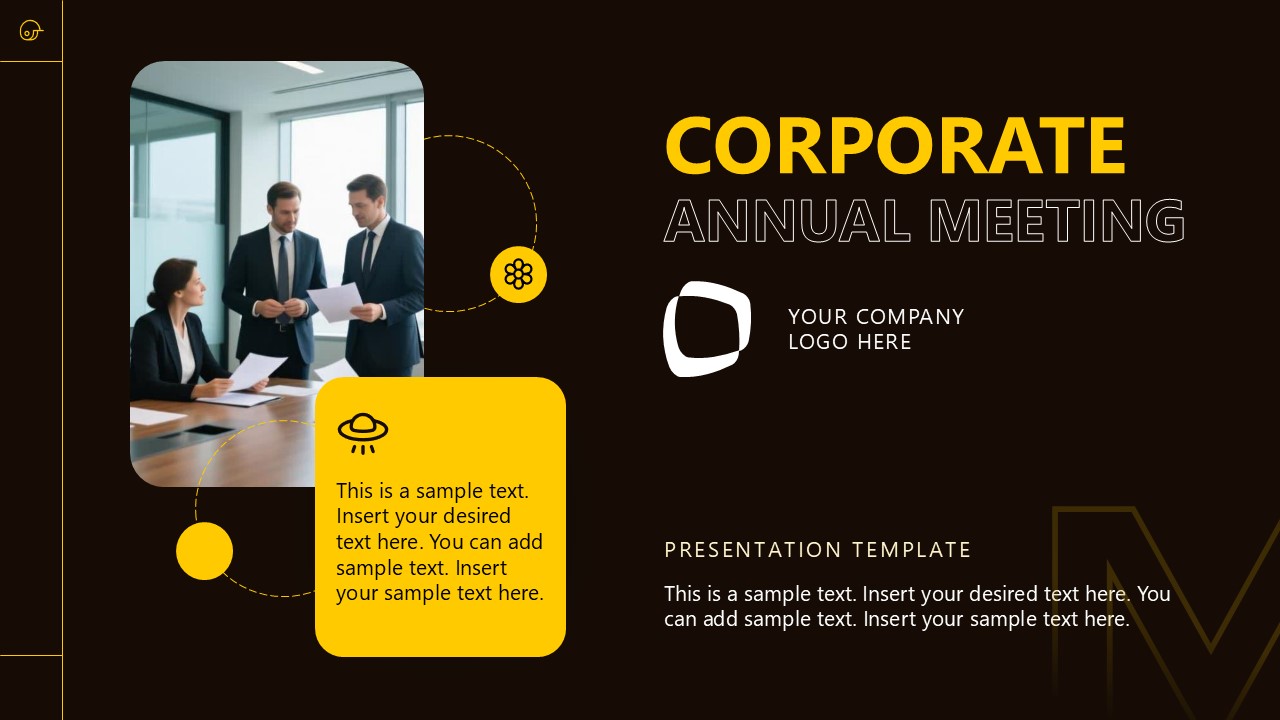 CORPORATE
ANNUAL MEETING
YOUR COMPANY
LOGO HERE
This is a sample text.
Insert your desired
text here. You can add
sample text. Insert
your sample text here.
PRESENTATION TEMPLATE
This is a sample text. Insert your desired text here. You
can add sample text. Insert your sample text here.
M